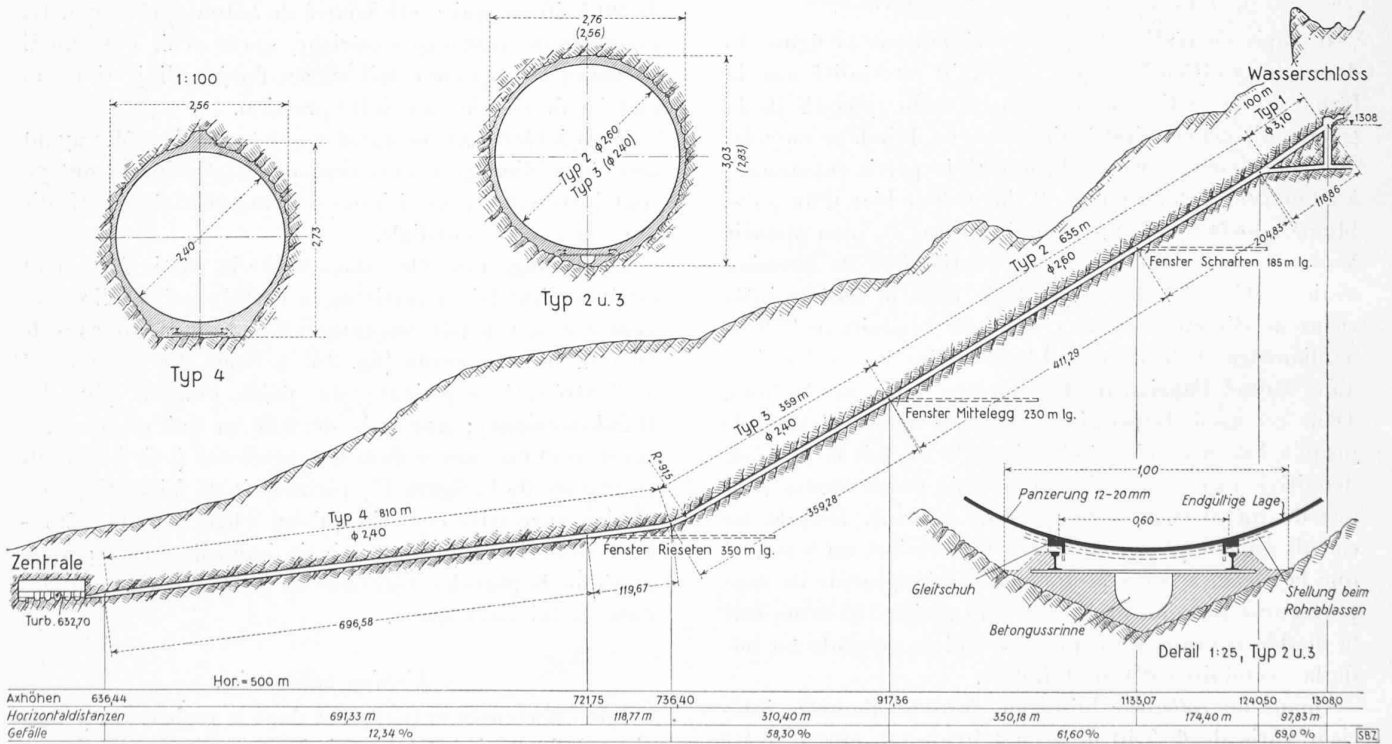 1:100
2,56
2,40
2,73
Typ 4
2,76
(2,56)
Typ 2 ϕ2,60
Typ 3 (ϕ2,40)
3,03
(2,83)
Typ 2 u. 3
Wasserschloss
100 m
Typ 1
ϕ3,10
1308
118,86
204,83
Typ 2 635 m
ϕ2,60
Fenster Schratten 185 m lg.
411,29
Typ 3 359 m
ϕ 2,40
Fenster Mittelegg 230 m lg.
359,28
R=91,5
Typ 4 810 m
ϕ 2,40
Fenster Rieseten 350 m lg.
119,67
696,58
Zentrale
Turb. 632,70
1,00
Panzerung 12-20 mm
Endgültige Lage
0,60
Gleitschuh
Betongussrinne
Stellung beim
Rohrablassen
Detail 1:25, Typ 2 u. 3
Hor. = 500 m
Axhöhen 636,44 721,75 736,40 917,36 1133,07 1240,50 1308,0
Horizontaldistanzen 691,33 m 118,77 m 310,40 m 350,18 m 174,40 m 97,83 m
Gefälle 12,34 % 58,30 % 61,60 % 69,0 % SBZ